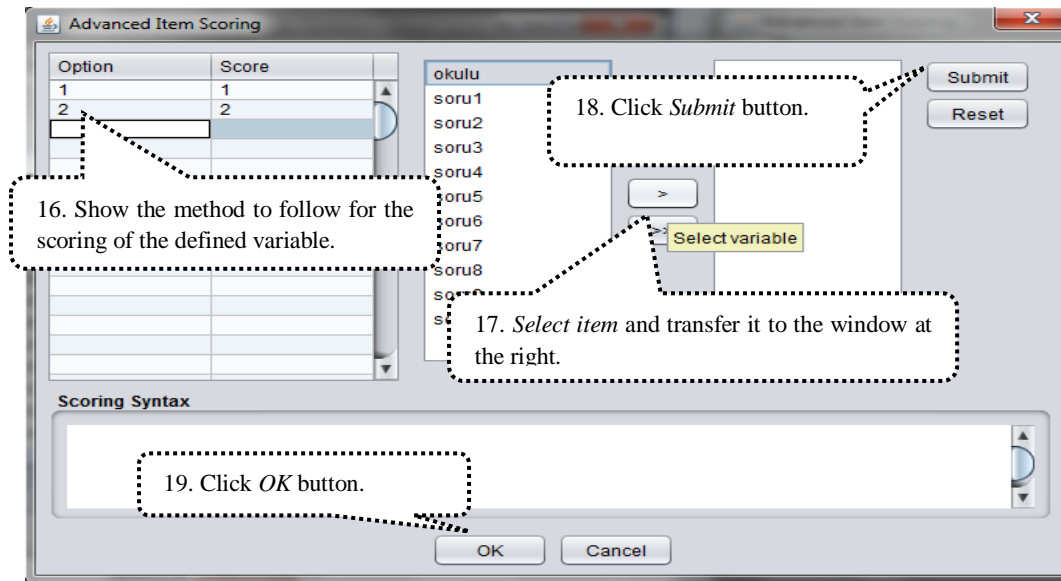 Advanced Item Scoring
Option Score
1 1
2 2
okulu
soru1
soru2
soru3
soru4
soru5
soru6
soru7
soru8
>
Select variable
Submit
Reset
16. Show the method to follow for the
scoring of the defined variable.
17. Select item and transfer it to the window at
the right.
18. Click Submit button.
Scoring Syntax
19. Click OK button.
OK Cancel